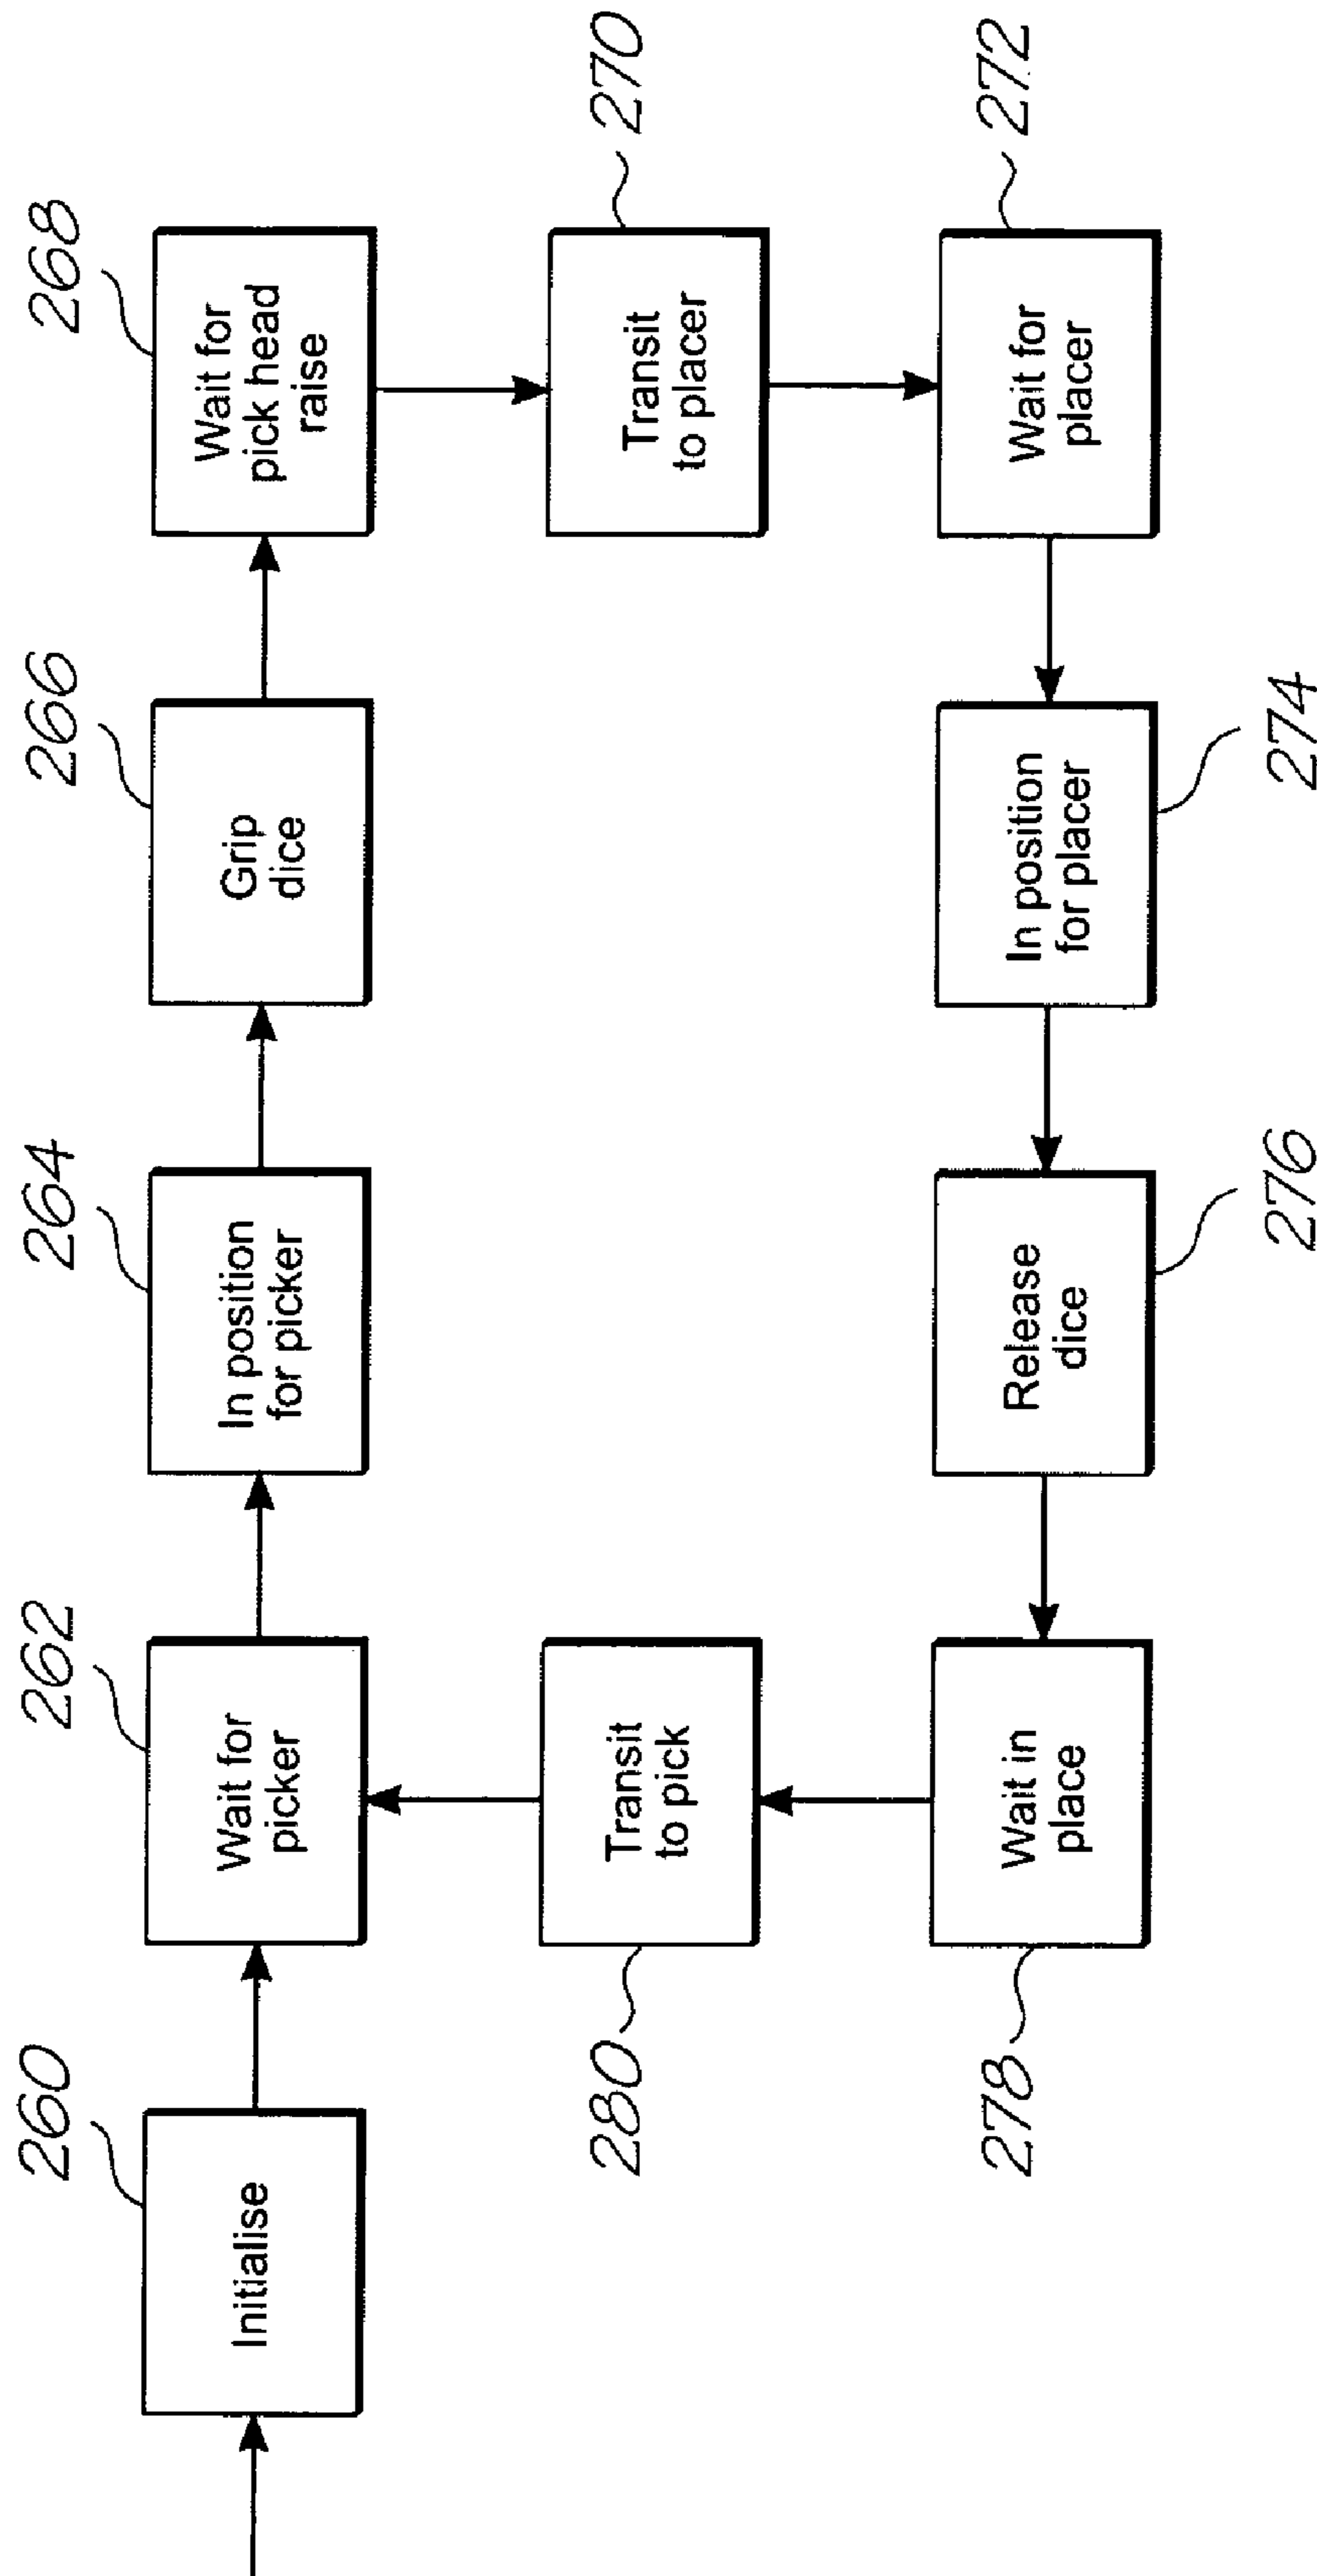 260
Initialise
262
Wait for
picker
264
In position
for picker
266
Grip
dice
268
Wait for
pick head
raise
270
Transit
to placer
272
Wait for
placer
274
In position
for placer
276
Release
dice
278
Wait in
place
280
Transit
to pick